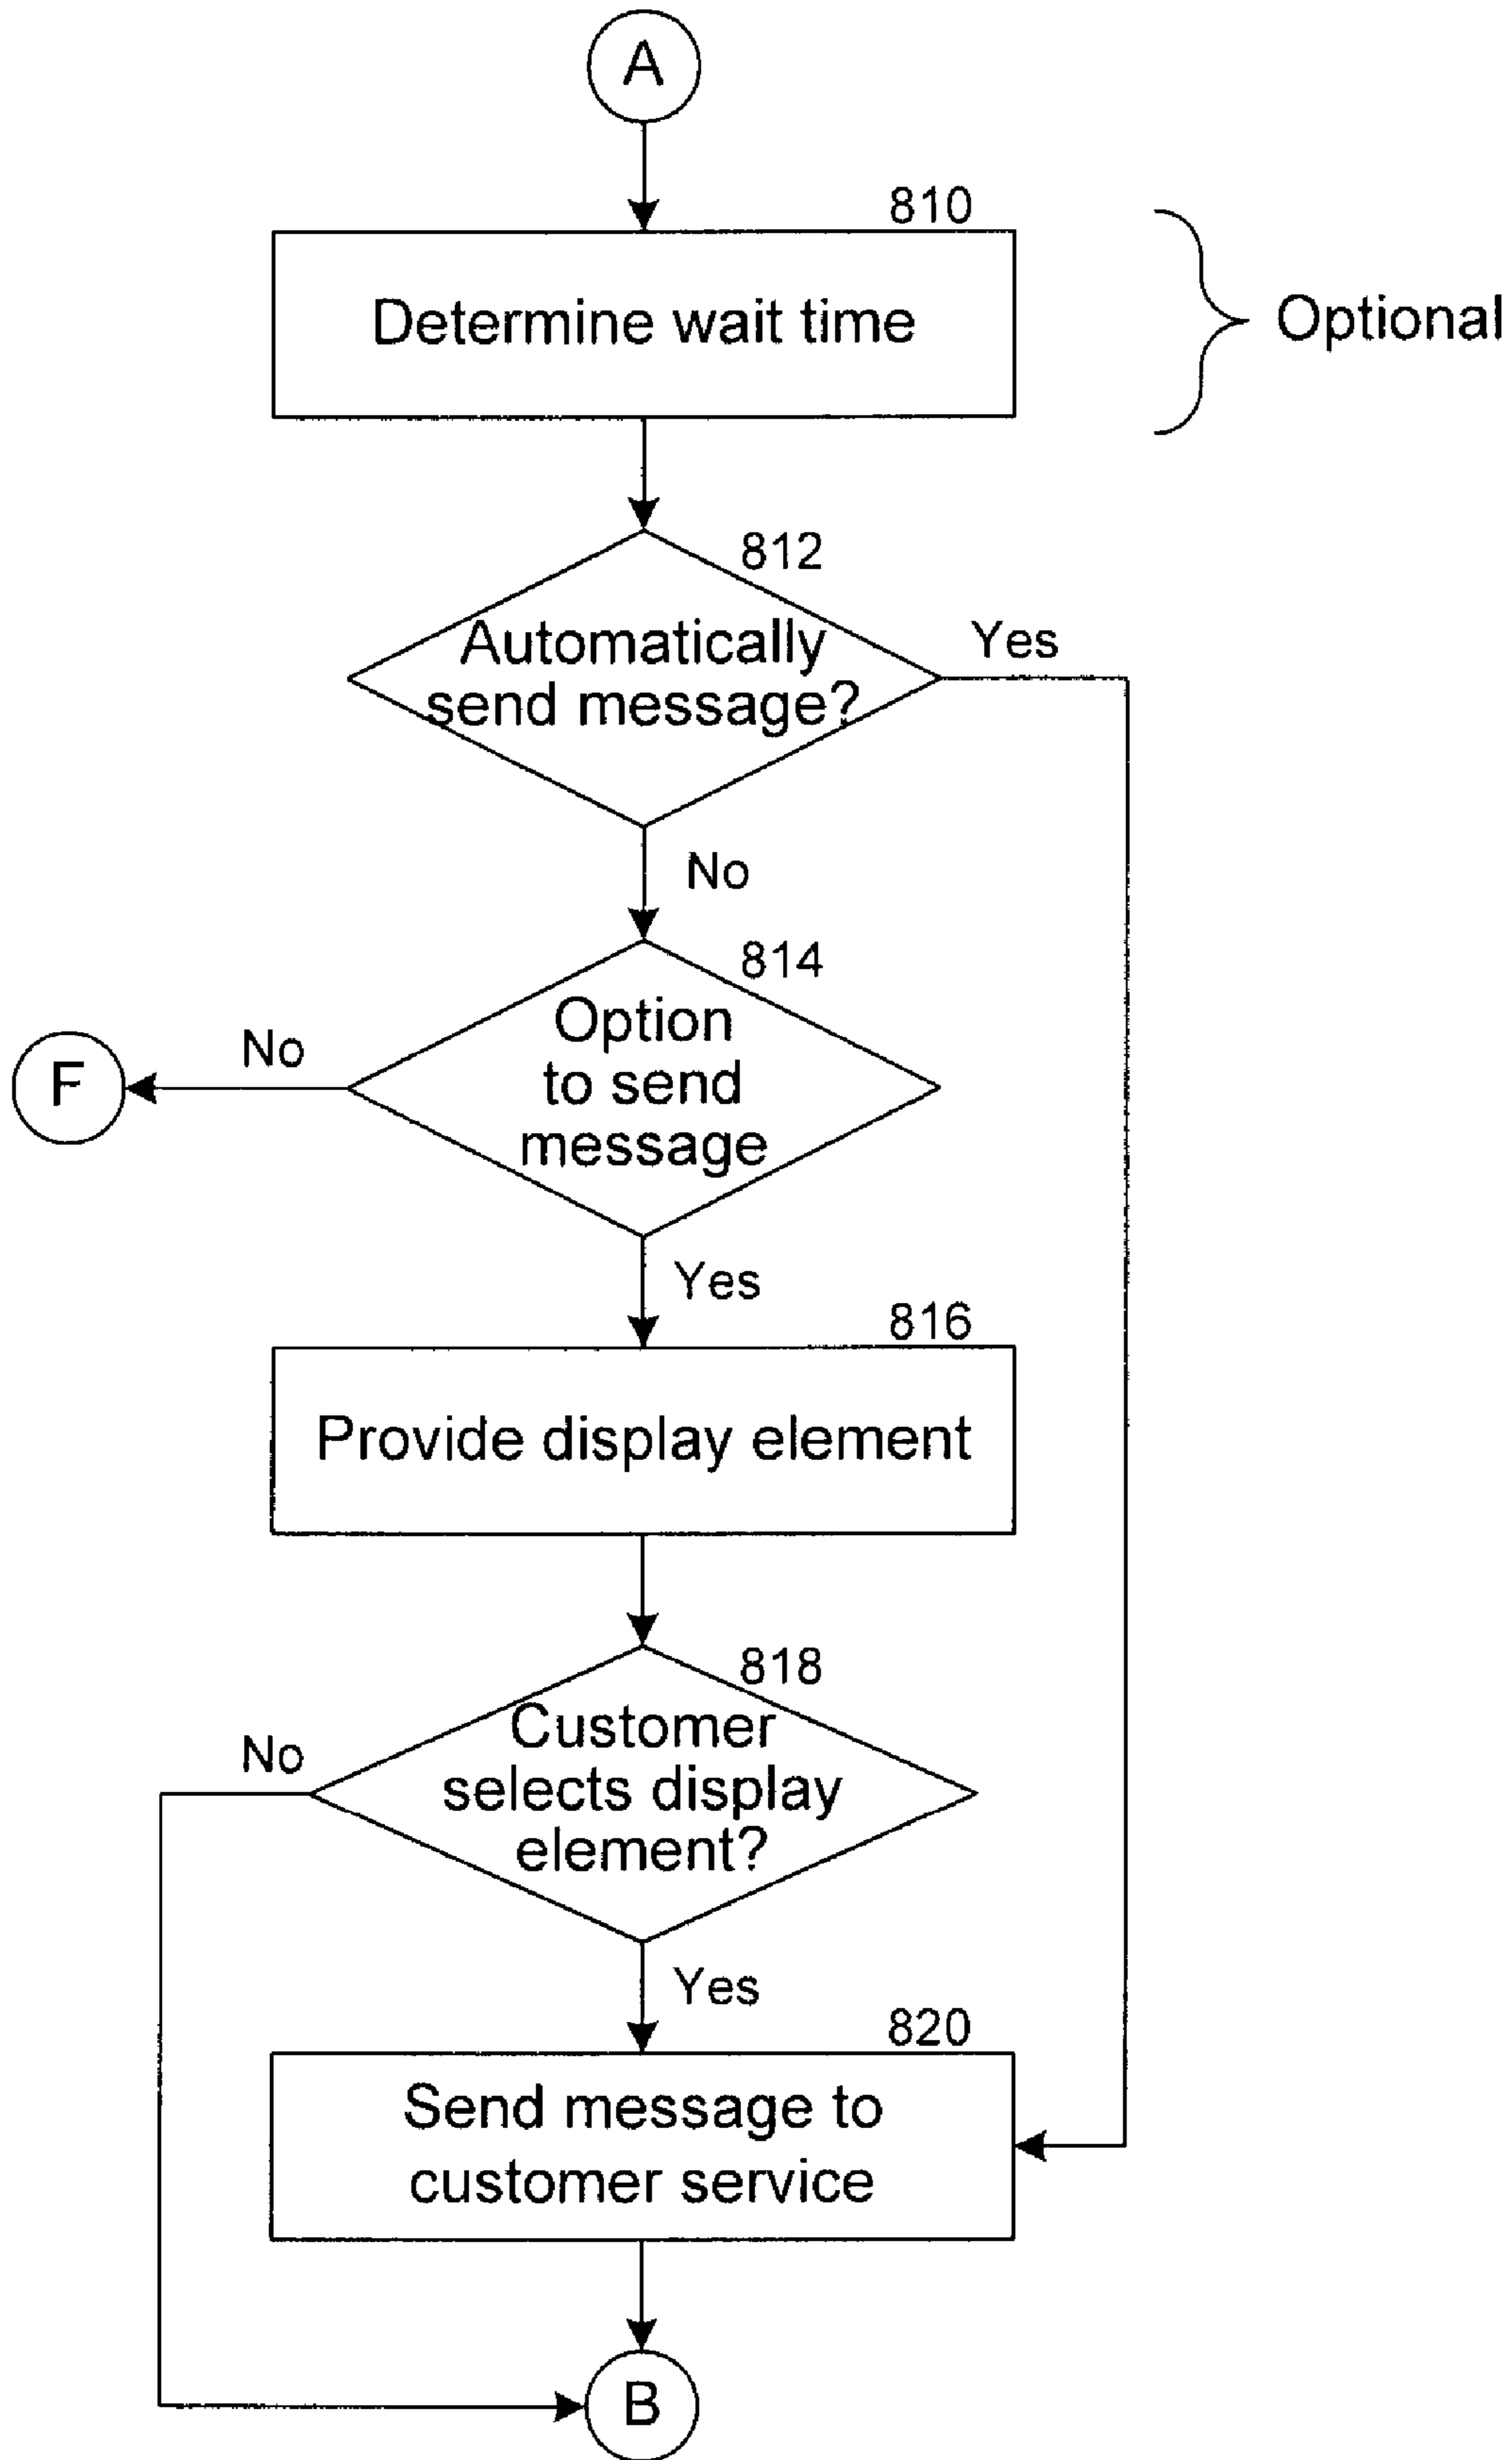 A
810
Determine wait time
Optional
812
Automatically
send message?
Yes
No
814
Option
to send
message
No
F
Yes
816
Provide display element
818
Customer
selects display
element?
No
Yes
820
Send message to
customer service
B